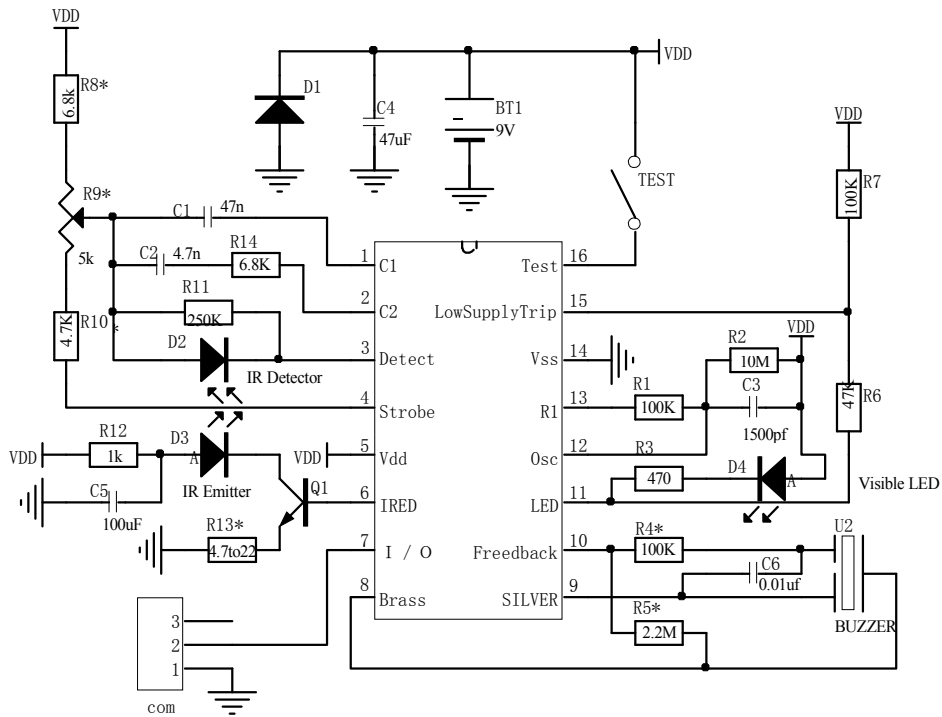 VDD
R8*
6.8k
R9*
5k
4.7K
R10*
D1
C4
47uF
BT1
9V
VDD
TEST
VDD
R7
100K
C1
47n
C2
4.7n
R14
6.8K
R11
250K
D2
IR Detector
1
C1
2
C2
3
Detect
4
Strobe
5
Vdd
6
IRED
7
I / O
8
Brass
Test
16
LowSupplyTrip
15
Vss
14
R1
13
Osc
12
LED
11
Freedback
10
SILVER
9
VDD
R2
10M
R1
100K
C3
1500pf
R3
470
D4
A
47K
R6
Visible LED
VDD
R12
1k
D3
A
IR Emitter
VDD
C5
100uF
Q1
R13*
4.7to22
R4*
100K
C6
0.01uf
R5*
2.2M
U2
BUZZER
3
2
1
com